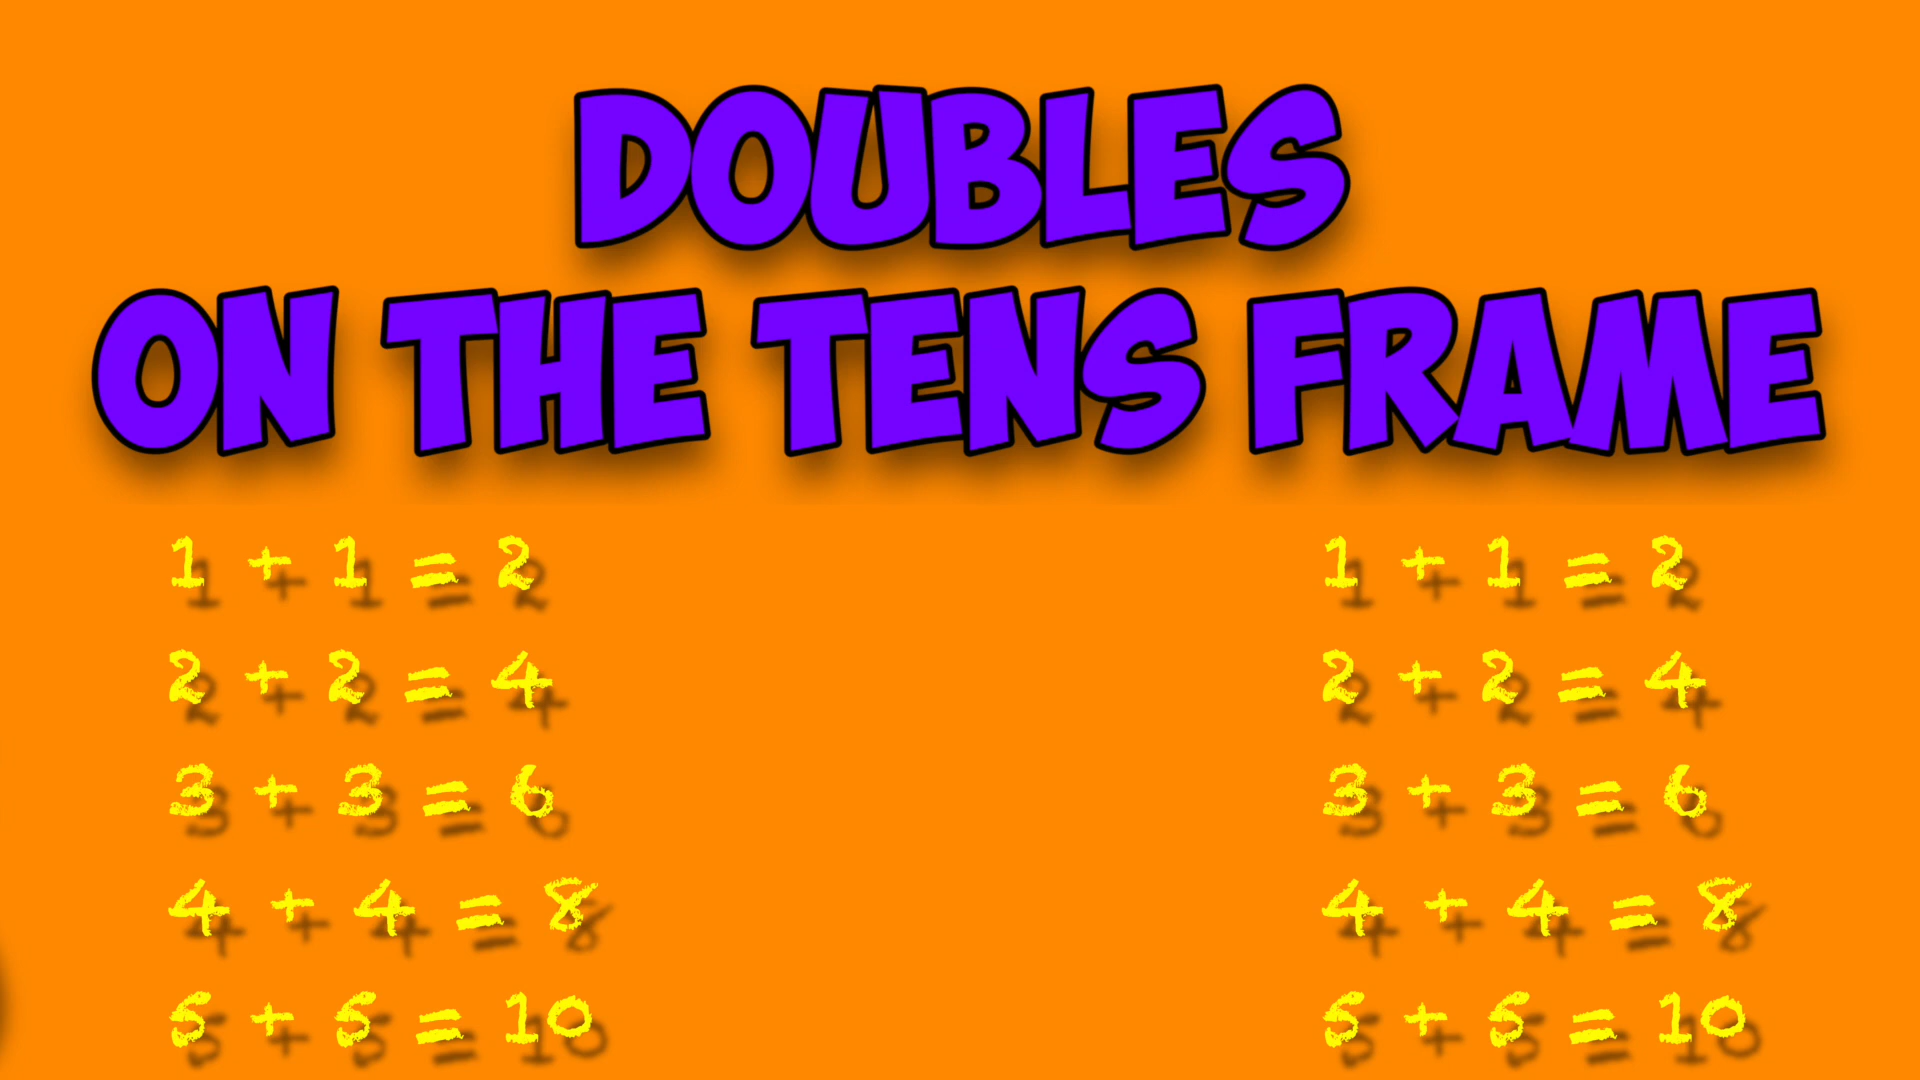 DOUBLES
ON THE TENS FRAME
1 + 1 = 2
2 + 2 = 4
3 + 3 = 6
4 + 4 = 8
5 + 5 = 10
1 + 1 = 2
2 + 2 = 4
3 + 3 = 6
4 + 4 = 8
5 + 5 = 10